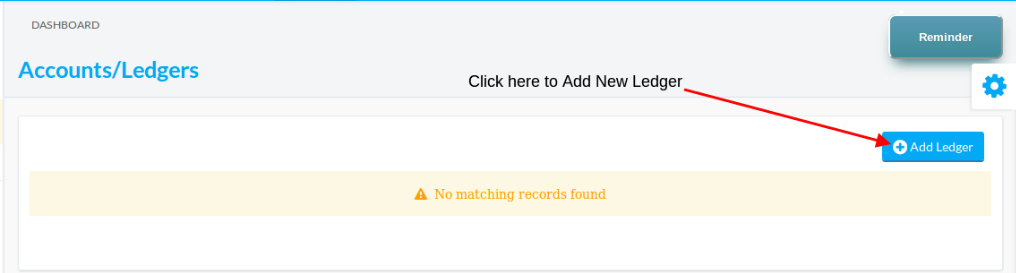 DASHBOARD
Reminder
Accounts/Ledgers
Click here to Add New Ledger
Add Ledger
No matching records found